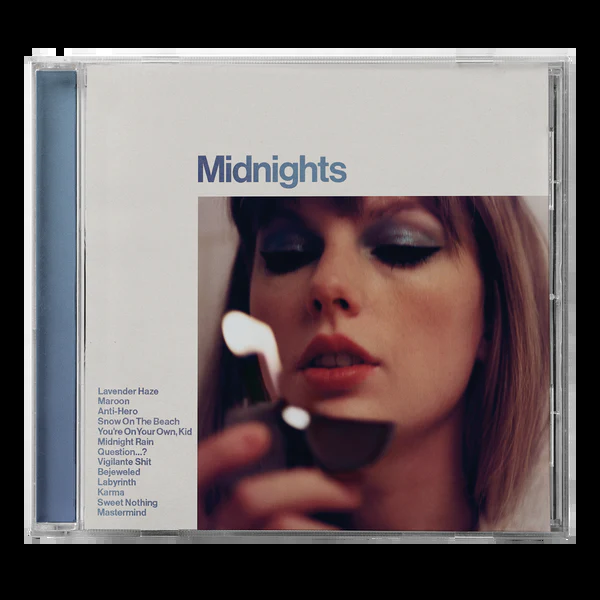 Midnights
Lavender Haze
Maroon
Anti-Hero
Snow On The Beach
You're On Your Own, Kid
Midnight Rain
Question...?
Vigilante Shit
Bejeweled
Labyrinth
Karma
Sweet Nothing
Mastermind